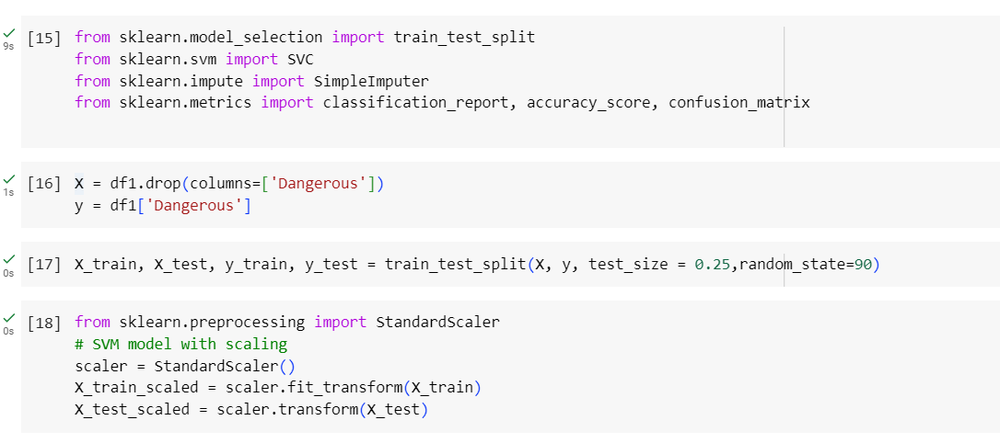 9s
[15] from sklearn.model_selection import train_test_split
from sklearn.svm import SVC
from sklearn.impute import SimpleImputer
from sklearn.metrics import classification_report, accuracy_score, confusion_matrix
1s
[16] X = df1.drop(columns=['Dangerous'])
y = df1['Dangerous']
0s
[17] X_train, X_test, y_train, y_test = train_test_split(X, y, test_size = 0.25,random_state=90)
0s
[18] from sklearn.preprocessing import StandardScaler
# SVM model with scaling
scaler = StandardScaler()
X_train_scaled = scaler.fit_transform(X_train)
X_test_scaled = scaler.transform(X_test)